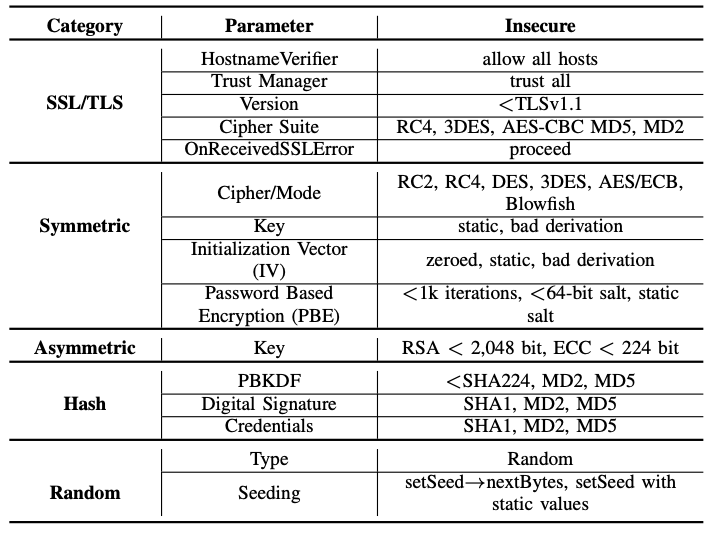 Category Parameter Insecure
HostnameVerifier allow all hosts
Trust Manager trust all
SSL/TLS Version <TLSv1.1
Cipher Suite RC4, 3DES, AES-CBC MD5, MD2
OnReceivedSSLError proceed
Cipher/Mode RC2, RC4, DES, 3DES, AES/ECB,
Blowfish
Symmetric Key static, bad derivation
Initialization Vector
(IV) zeroed, static, bad derivation
Password Based <1k iterations, <64-bit salt, static
Encryption (PBE) salt
Asymmetric Key RSA < 2,048 bit, ECC < 224 bit
PBKDF <SHA224, MD2, MD5
Hash Digital Signature SHA1, MD2, MD5
Credentials SHA1, MD2, MD5
Type Random
Random Seeding setSeed→nextBytes, setSeed with
static values